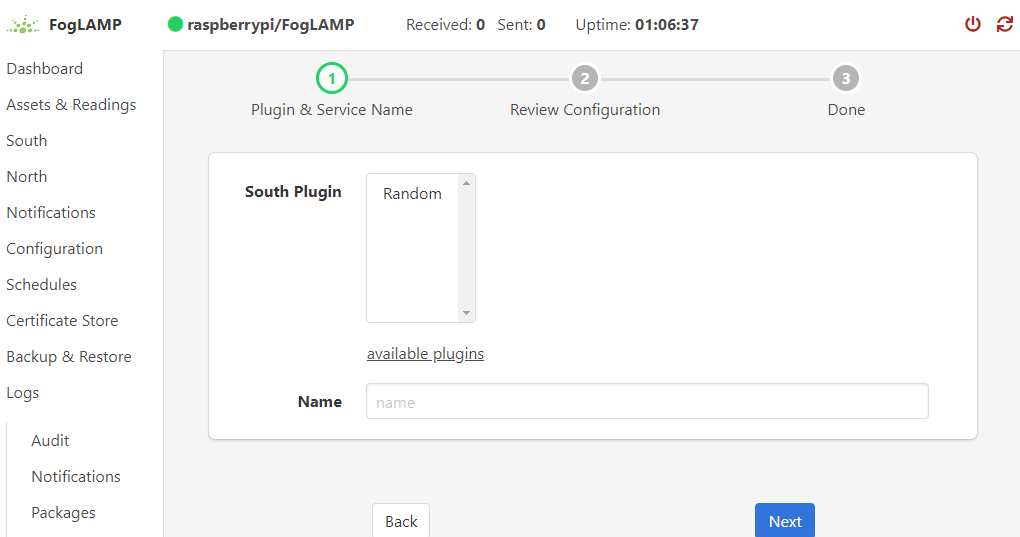 FogLAMP
raspberrypi/FogLAMP Received: 0 Sent: 0 Uptime: 01:06:37
Dashboard
Assets & Readings
South
North
Notifications
Configuration
Schedules
Certificate Store
Backup & Restore
Logs
Audit
Notifications
Packages
1 2 3
Plugin & Service Name Review Configuration Done
South Plugin Random
available plugins
Name name
Back Next